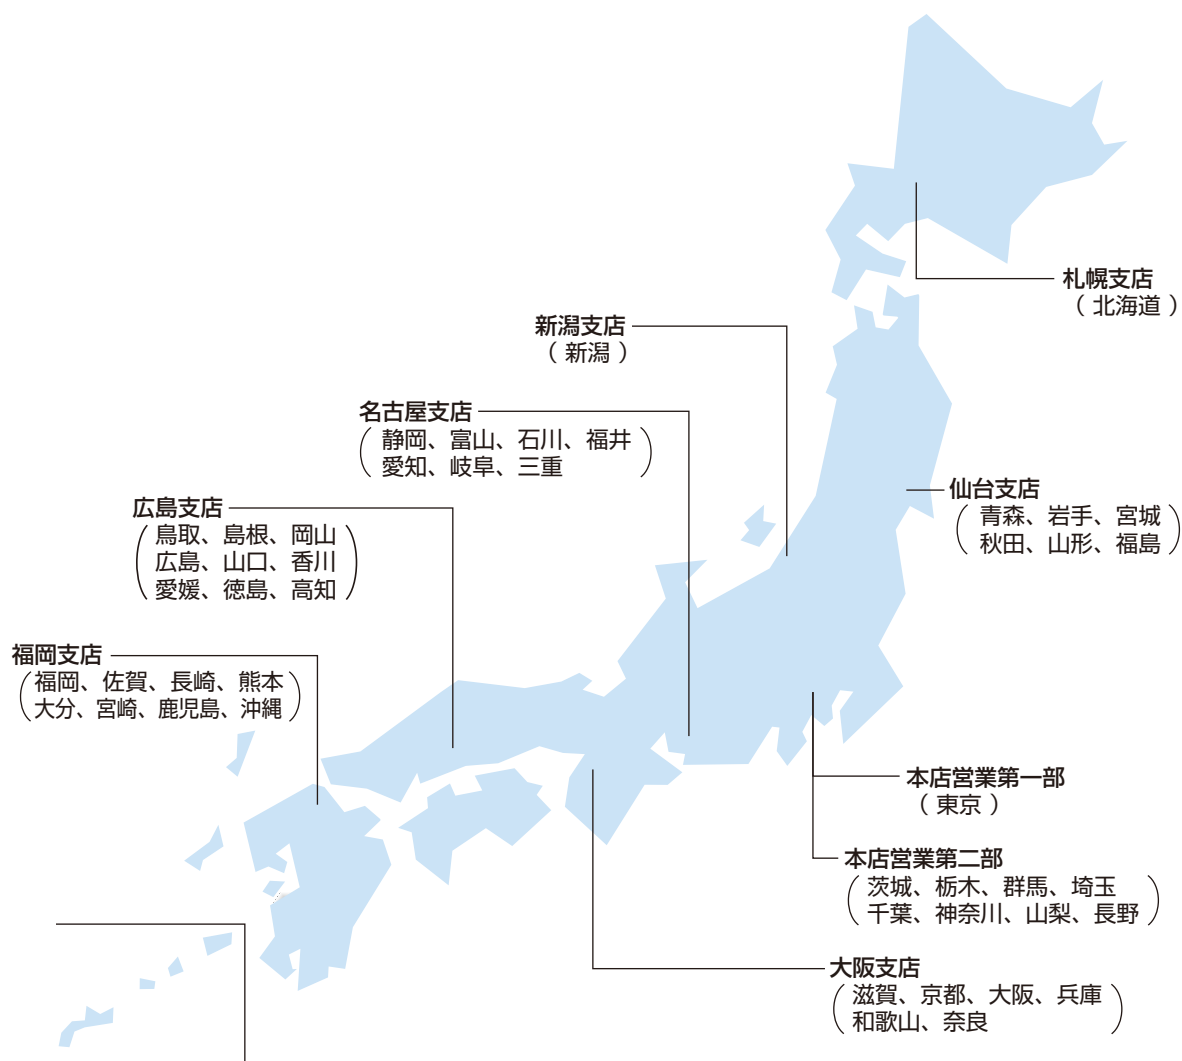 札幌支店
（ 北海道 ）
新潟支店
（ 新潟 ）
名古屋支店
（静岡、富山、石川、福井
愛知、岐阜、三重）
仙台支店
（青森、岩手、宮城
秋田、山形、福島）
広島支店
（鳥取、島根、岡山
広島、山口、香川
愛媛、徳島、高知）
福岡支店
（福岡、佐賀、長崎、熊本
大分、宮崎、鹿児島、沖縄）
本店営業第一部
（ 東京 ）
本店営業第二部
（茨城、栃木、群馬、埼玉
千葉、神奈川、山梨、長野）
大阪支店
（滋賀、京都、大阪、兵庫
和歌山、奈良）